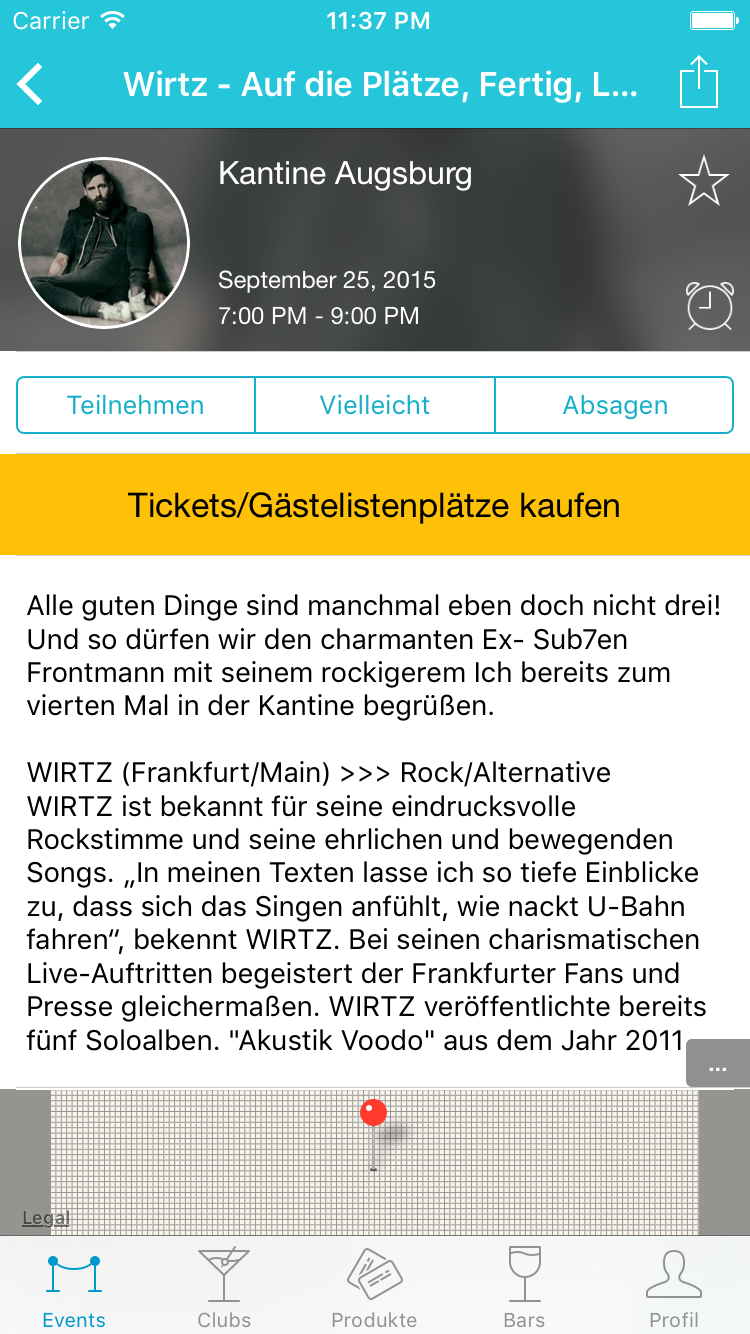 Carrier 11:37 PM
Wirtz - Auf die Plätze, Fertig, L...
Kantine Augsburg
September 25, 2015
7:00 PM - 9:00 PM
Teilnehmen Vielleicht Absagen
Tickets/Gästelistenplätze kaufen
Alle guten Dinge sind manchmal eben doch nicht drei!
Und so dürfen wir den charmanten Ex- Sub7en
Frontmann mit seinem rockigerem Ich bereits zum
vierten Mal in der Kantine begrüßen.
WIRTZ (Frankfurt/Main) >>> Rock/Alternative
WIRTZ ist bekannt für seine eindrucksvolle
Rockstimme und seine ehrlichen und bewegenden
Songs. „In meinen Texten lasse ich so tiefe Einblicke
zu, dass sich das Singen anfühlt, wie nackt U-Bahn
fahren“, bekennt WIRTZ. Bei seinen charismatischen
Live-Auftritten begeistert der Frankfurter Fans und
Presse gleichermaßen. WIRTZ veröffentlichte bereits
fünf Soloalben. "Akustik Voodo" aus dem Jahr 2011
...
Legal
Events Clubs Produkte Bars Profil